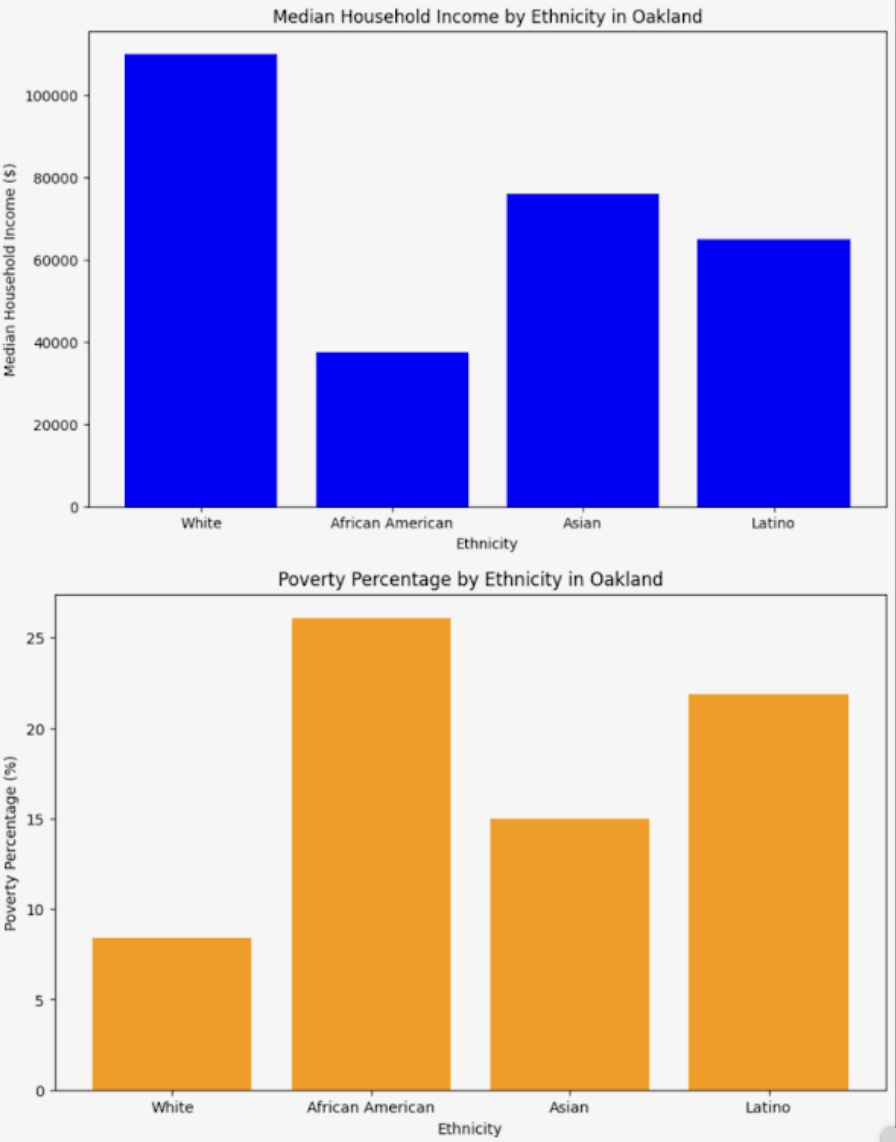 Median Household Income by Ethnicity in Oakland
100000
80000
60000
40000
20000
0
Median Household Income ($)
White African American Asian Latino
Ethnicity
Poverty Percentage by Ethnicity in Oakland
25
20
15
10
5
0
Poverty Percentage (%)
White African American Asian Latino
Ethnicity